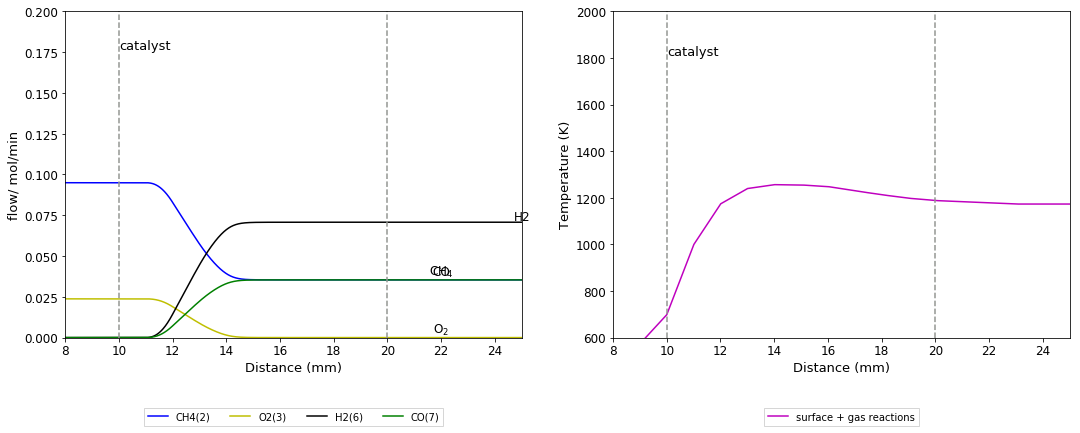 0.200
0.175
0.150
0.125
0.100
0.075
0.050
0.025
0.000
flow/ mol/min
catalyst
H2
CH₄
CO
O₂
8 10 12 14 16 18 20 22 24
Distance (mm)
CH4(2) O2(3) H2(6) CO(7)
2000
1800
1600
1400
1200
1000
800
600
Temperature (K)
catalyst
8 10 12 14 16 18 20 22 24
Distance (mm)
surface + gas reactions